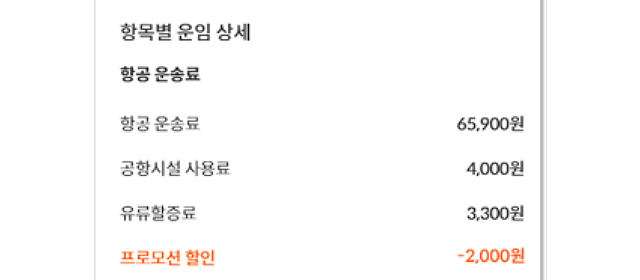 항목별 운임 상세
항공 운송료
항공 운송료 65,900원
공항시설 사용료 4,000원
유류할증료 3,300원
프로모션 할인 -2,000원